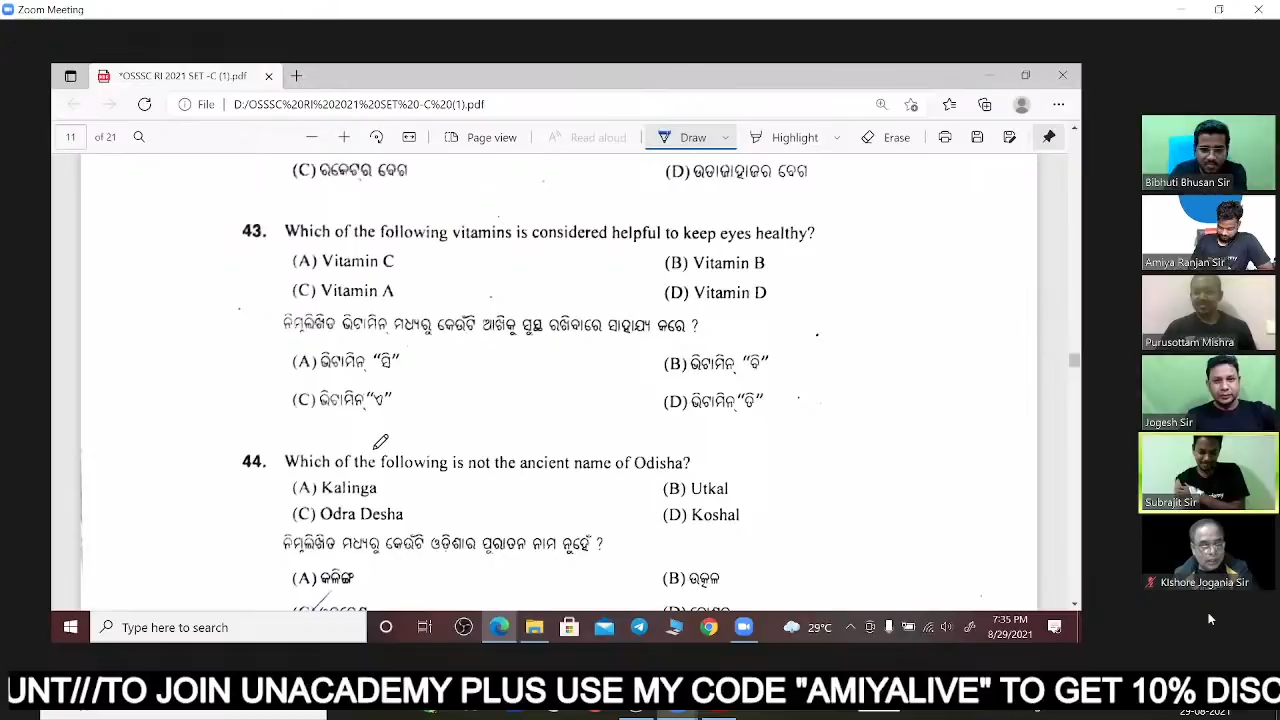 Zoom Meeting
*OSSSC RI 2021 SET -C (1).pdf
File D:/OSSSC%20RI%202021%20SET%20-C%20(1).pdf
11 of 21 Page view Read aloud Draw Highlight Erase
(C) ରକେଟ୍‌ର ବେଗ (D) ଉଡାଜାହାଜର ବେଗ
43. Which of the following vitamins is considered helpful to keep eyes healthy?
(A) Vitamin C (B) Vitamin B
(C) Vitamin A (D) Vitamin D
ନିମ୍ନଲିଖିତ ଭିଟାମିନ୍ ମଧ୍ୟରୁ କେଉଁଟି ଆଖିକୁ ସୁସ୍ଥ ରଖିବାରେ ସାହାଯ୍ୟ କରେ ?
(A) ଭିଟାମିନ୍ “ସି” (B) ଭିଟାମିନ୍ “ବି”
(C) ଭିଟାମିନ୍ “ଏ” (D) ଭିଟାମିନ୍ “ଡି”
44. Which of the following is not the ancient name of Odisha?
(A) Kalinga (B) Utkal
(C) Odra Desha (D) Koshal
ନିମ୍ନଲିଖିତ ମଧ୍ୟରୁ କେଉଁଟି ଓଡ଼ିଶାର ପୁରାତନ ନାମ ନୁହେଁ ?
(A) କଳିଙ୍ଗ (B) ଉତ୍କଳ
Bibhuti Bhusan Sir
Amiya Ranjan Sir
Purusottam Mishra
Jogesh Sir
Subrajit Sir
KIshore Jogania Sir
Type here to search
29°C
7:35 PM
8/29/2021
UNT///TO JOIN UNACADEMY PLUS USE MY CODE "AMIYALIVE" TO GET 10% DISC
29-08-2021